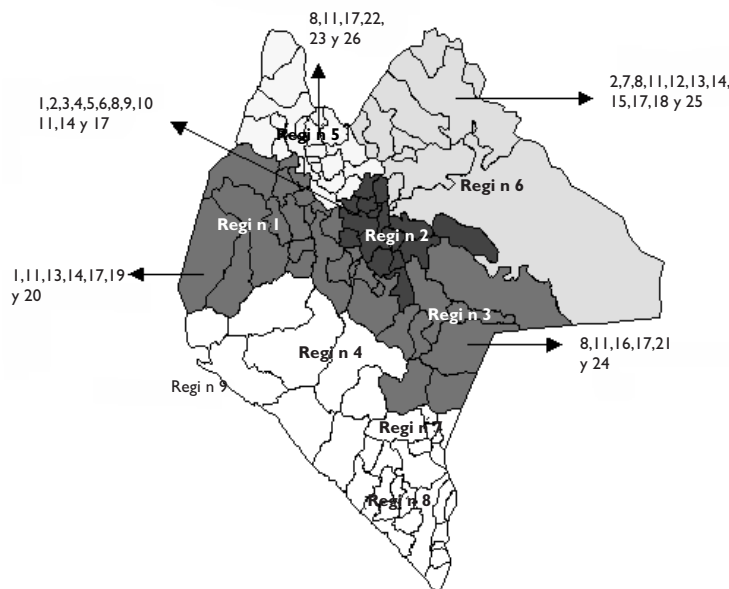 8,11,17,22,
23 y 26
2,7,8,11,12,13,14,
15,17,18 y 25
1,2,3,4,5,6,8,9,10
11,14 y 17
Regi n 5
Regi n 6
Regi n 1
Regi n 2
1,11,13,14,17,19
y 20
Regi n 3
Regi n 4
8,11,16,17,21
y 24
Regi n 9
Regi n 7
Regi n 8